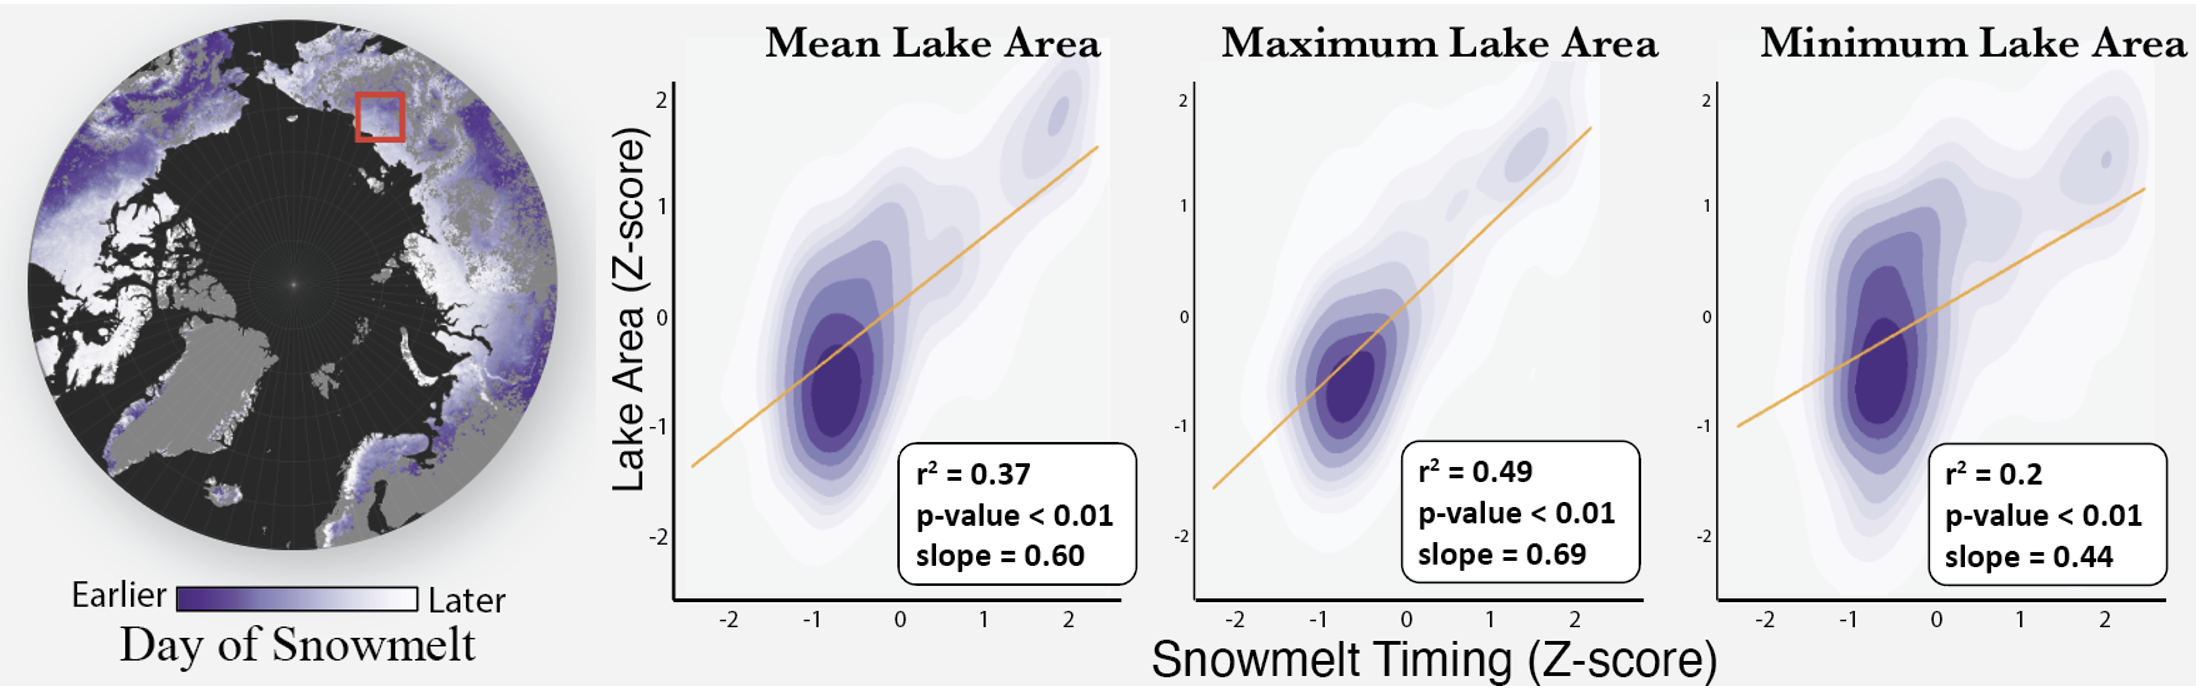 Earlier
Later
Day of Snowmelt
Lake Area (Z-score)
Mean Lake Area
2
1
0
-1
-2
r² = 0.37
p-value < 0.01
slope = 0.60
-2 -1 0 1 2
Maximum Lake Area
2
1
0
-1
-2
r² = 0.49
p-value < 0.01
slope = 0.69
-2 -1 0 1 2
Minimum Lake Area
2
1
0
-1
-2
r² = 0.2
p-value < 0.01
slope = 0.44
-2 -1 0 1 2
Snowmelt Timing (Z-score)